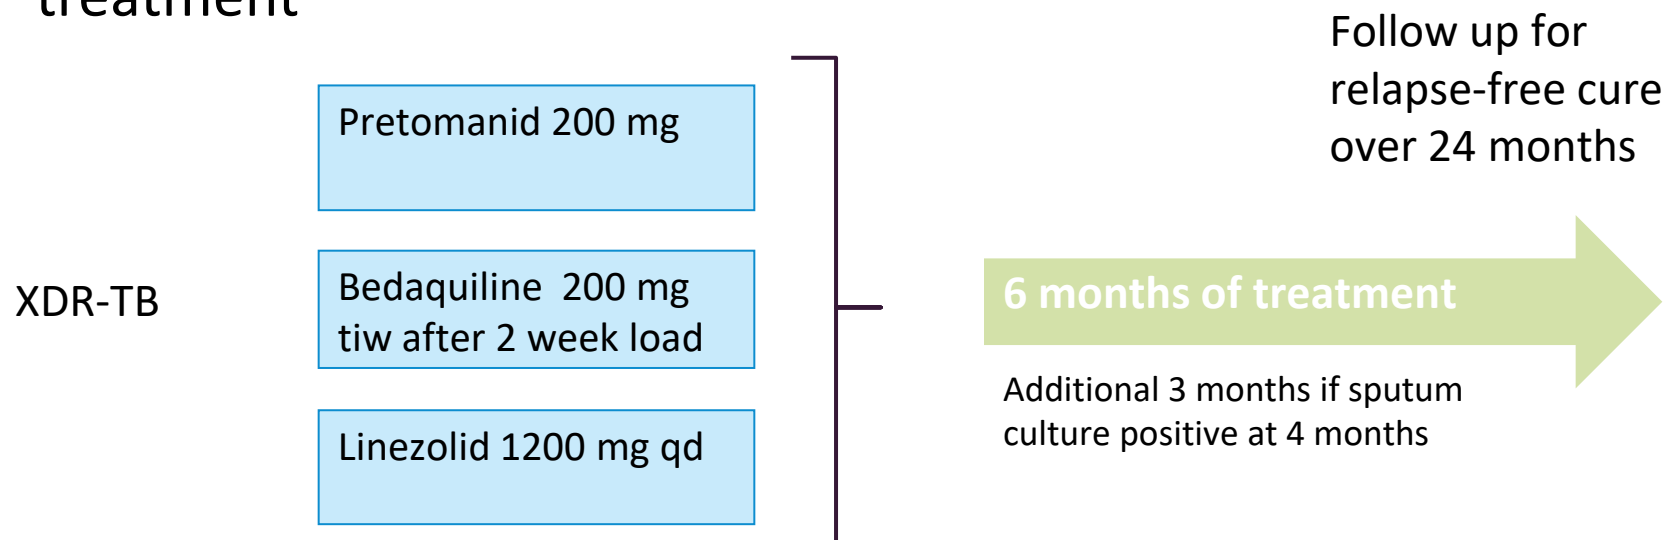 treatment
Follow up for
relapse-free cure
over 24 months
Pretomanid 200 mg
XDR-TB
Bedaquiline  200 mg
tiw after 2 week load
6 months of treatment
Additional 3 months if sputum
culture positive at 4 months
Linezolid 1200 mg qd